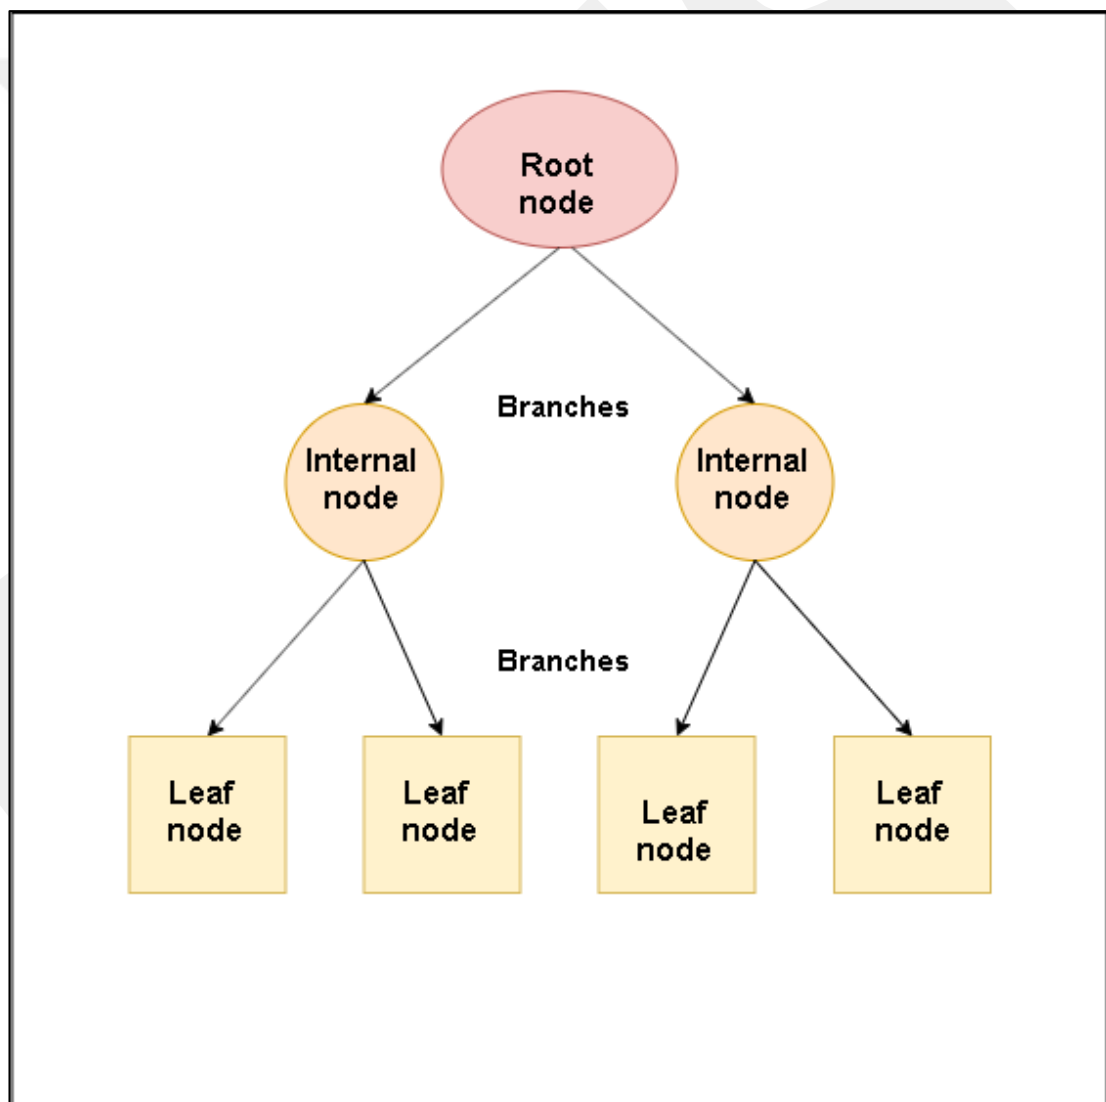 Root
node
Branches
Internal
node
Internal
node
Branches
Leaf
node
Leaf
node
Leaf
node
Leaf
node